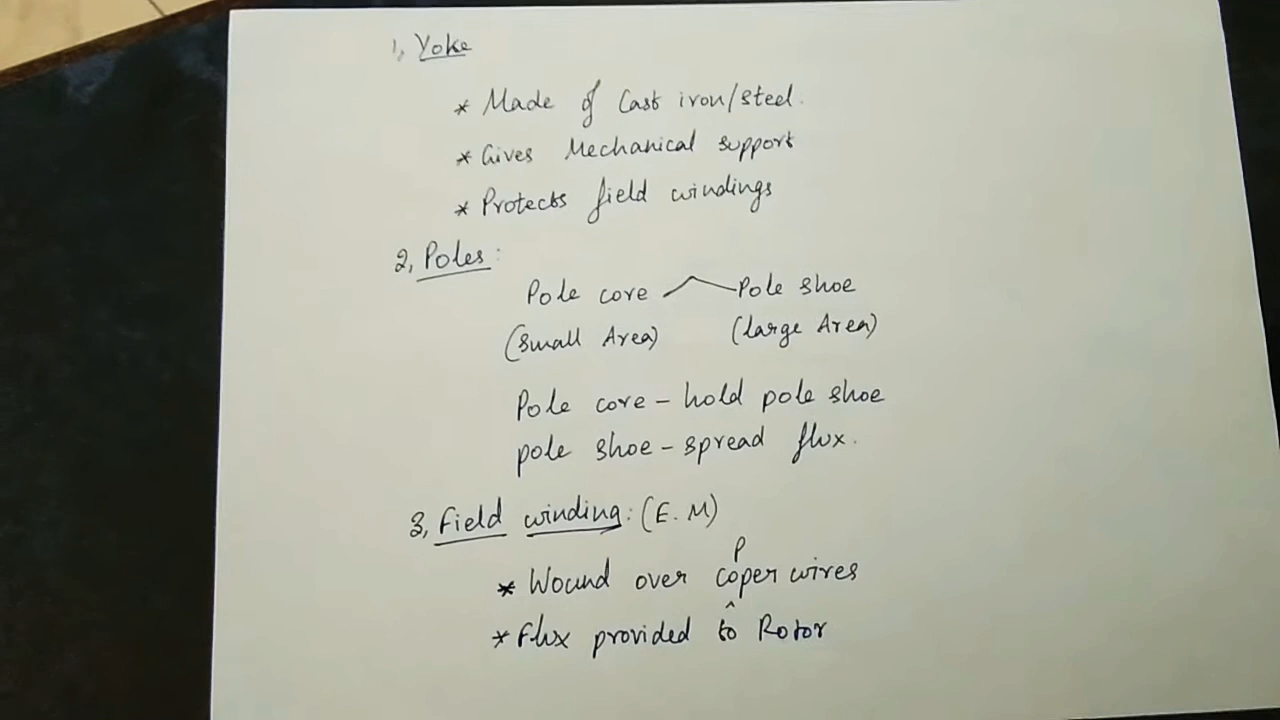 1, Yoke
* Made of Cast iron/steel.
* Gives Mechanical support
* Protects field windings
2, Poles:
Pole core Pole shoe
(small Area) (large Area)
Pole core - hold pole shoe
pole shoe - spread flux.
3, Field winding: (E.M)
* Wound over copper wires
* Flux provided to Rotor